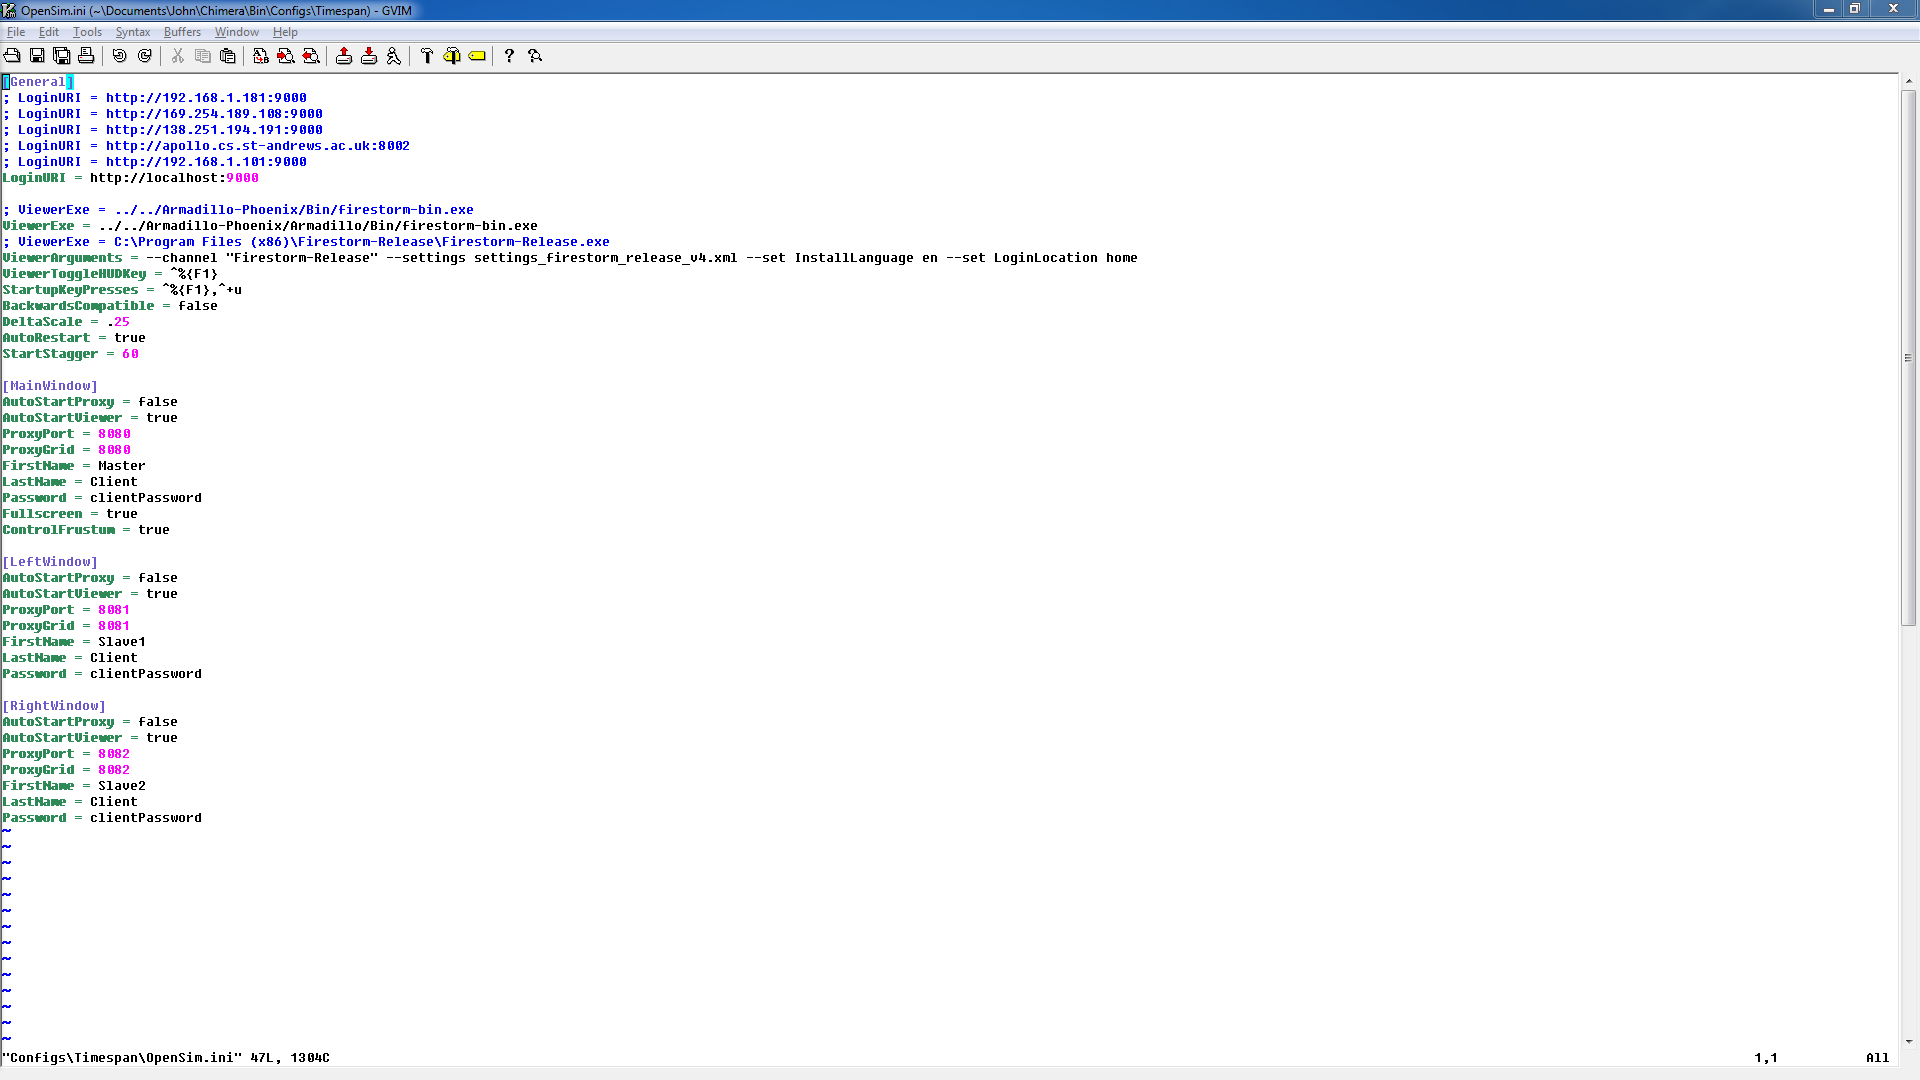 OpenSim.ini (~\Documents\John\Chimera\Bin\Configs\Timespan) - GVIM
File Edit Tools Syntax Buffers Window Help
[General]
; LoginURI = http://192.168.1.181:9000
; LoginURI = http://169.254.189.108:9000
; LoginURI = http://138.251.194.191:9000
; LoginURI = http://apollo.cs.st-andrews.ac.uk:8002
; LoginURI = http://192.168.1.101:9000
LoginURI = http://localhost:9000
; ViewerExe = ../../Armadillo-Phoenix/Bin/firestorm-bin.exe
ViewerExe = ../../Armadillo-Phoenix/Armadillo/Bin/firestorm-bin.exe
; ViewerExe = C:\Program Files (x86)\Firestorm-Release\Firestorm-Release.exe
ViewerArguments = --channel "Firestorm-Release" --settings settings_firestorm_release_v4.xml --set InstallLanguage en --set LoginLocation home
ViewerToggleHUDKey = ^%{F1}
StartupKeyPresses = ^%{F1},^+u
BackwardsCompatible = false
DeltaScale = .25
AutoRestart = true
StartStagger = 60
[MainWindow]
AutoStartProxy = false
AutoStartViewer = true
ProxyPort = 8080
ProxyGrid = 8080
FirstName = Master
LastName = Client
Password = clientPassword
Fullscreen = true
ControlFrustum = true
[LeftWindow]
AutoStartProxy = false
AutoStartViewer = true
ProxyPort = 8081
ProxyGrid = 8081
FirstName = Slave1
LastName = Client
Password = clientPassword
[RightWindow]
AutoStartProxy = false
AutoStartViewer = true
ProxyPort = 8082
ProxyGrid = 8082
FirstName = Slave2
LastName = Client
Password = clientPassword
~
~
~
~
~
~
~
~
~
~
~
~
~
~
"Configs\Timespan\OpenSim.ini" 47L, 1304C 1,1 All